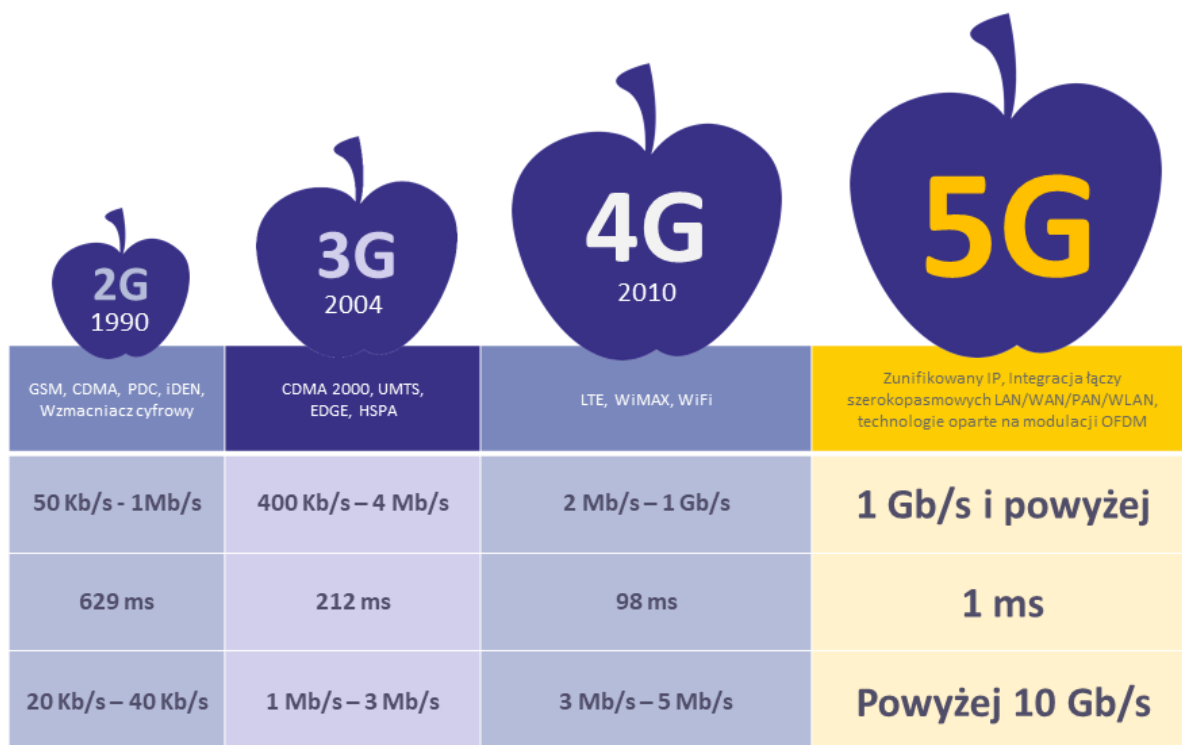 2G
1990
3G
2004
4G
2010
5G
GSM, CDMA, PDC, iDEN,
Wzmacniacz cyfrowy
CDMA 2000, UMTS,
EDGE, HSPA
LTE, WiMAX, WiFi
Zunifikowany IP, Integracja łączy
szerokopasmowych LAN/WAN/PAN/WLAN,
technologie oparte na modulacji OFDM
50 Kb/s - 1Mb/s
400 Kb/s – 4 Mb/s
2 Mb/s – 1 Gb/s
1 Gb/s i powyżej
629 ms
212 ms
98 ms
1 ms
20 Kb/s – 40 Kb/s
1 Mb/s – 3 Mb/s
3 Mb/s – 5 Mb/s
Powyżej 10 Gb/s